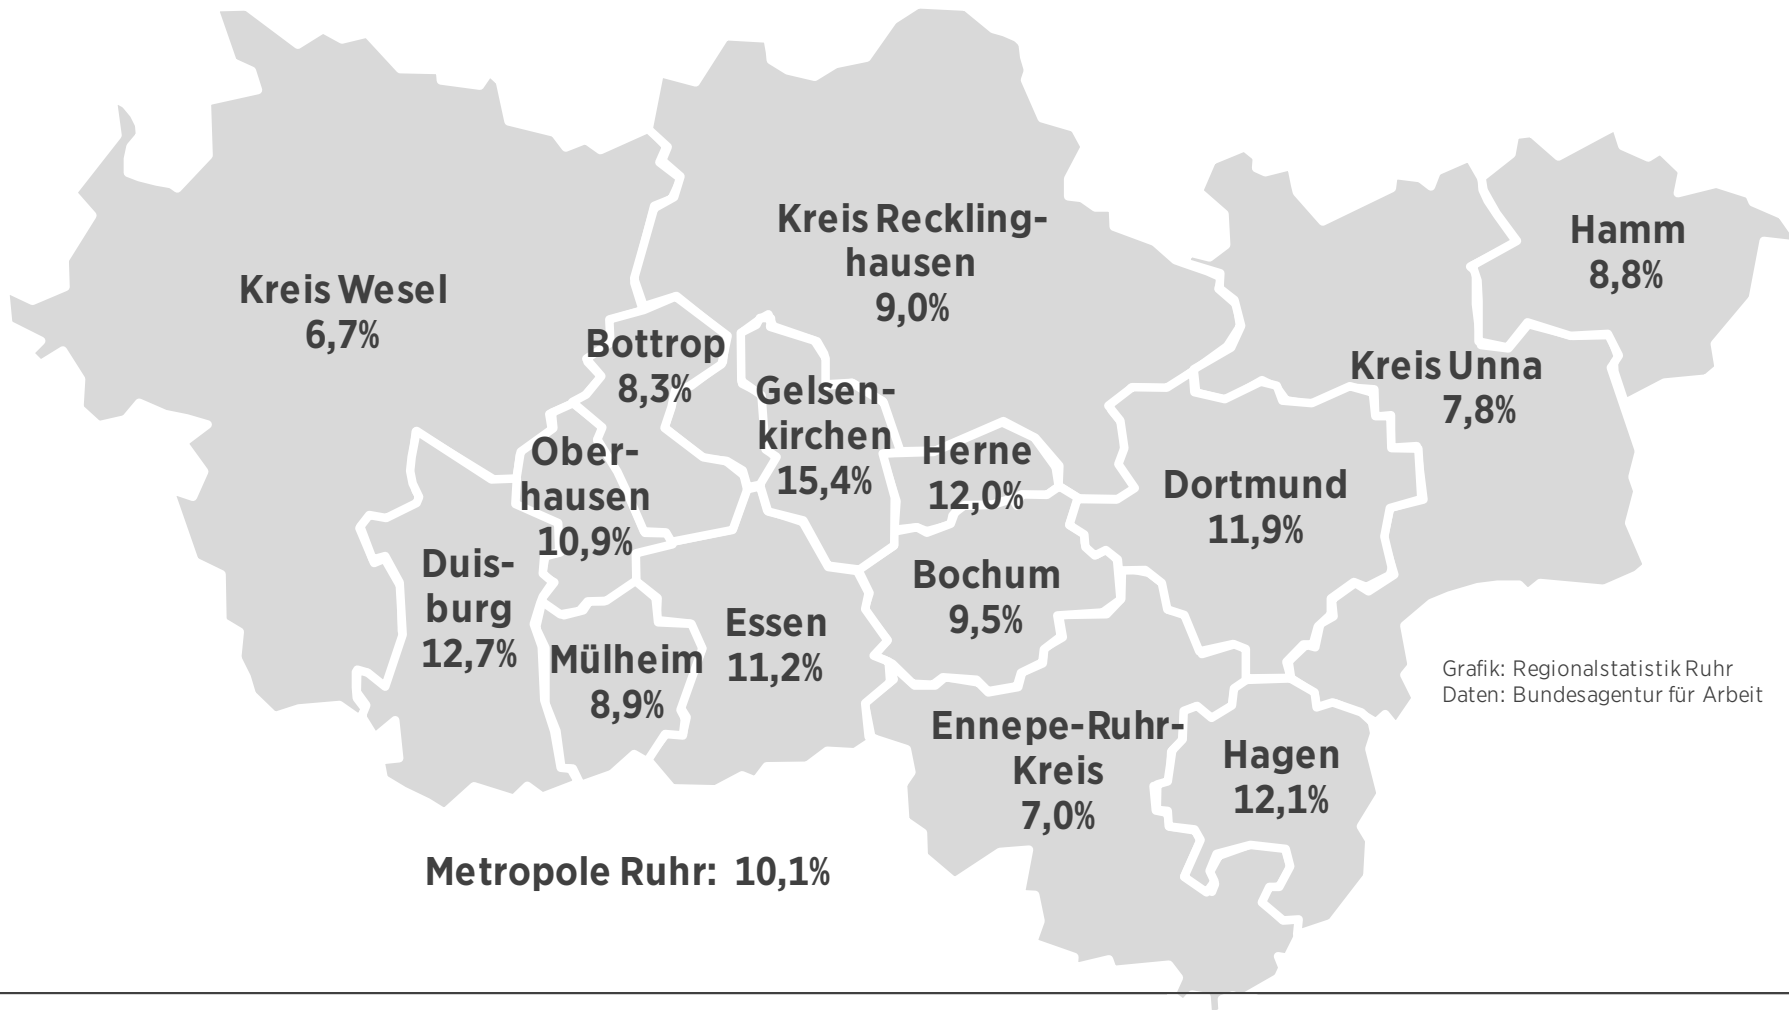 Kreis Reckling-
hausen
9,0%
Hamm
8,8%
Kreis Wesel
6,7%
Bottrop
8,3%
Kreis Unna
7,8%
Gelsen-
kirchen
15,4%
Ober-
hausen
10,9%
Herne
12,0%
Dortmund
11,9%
Duis-
burg
12,7%
Bochum
9,5%
Essen
11,2%
Mülheim
8,9%
Grafik: Regionalstatistik Ruhr
Daten: Bundesagentur für Arbeit
Ennepe-Ruhr-
Kreis
7,0%
Hagen
12,1%
Metropole Ruhr: 10,1%